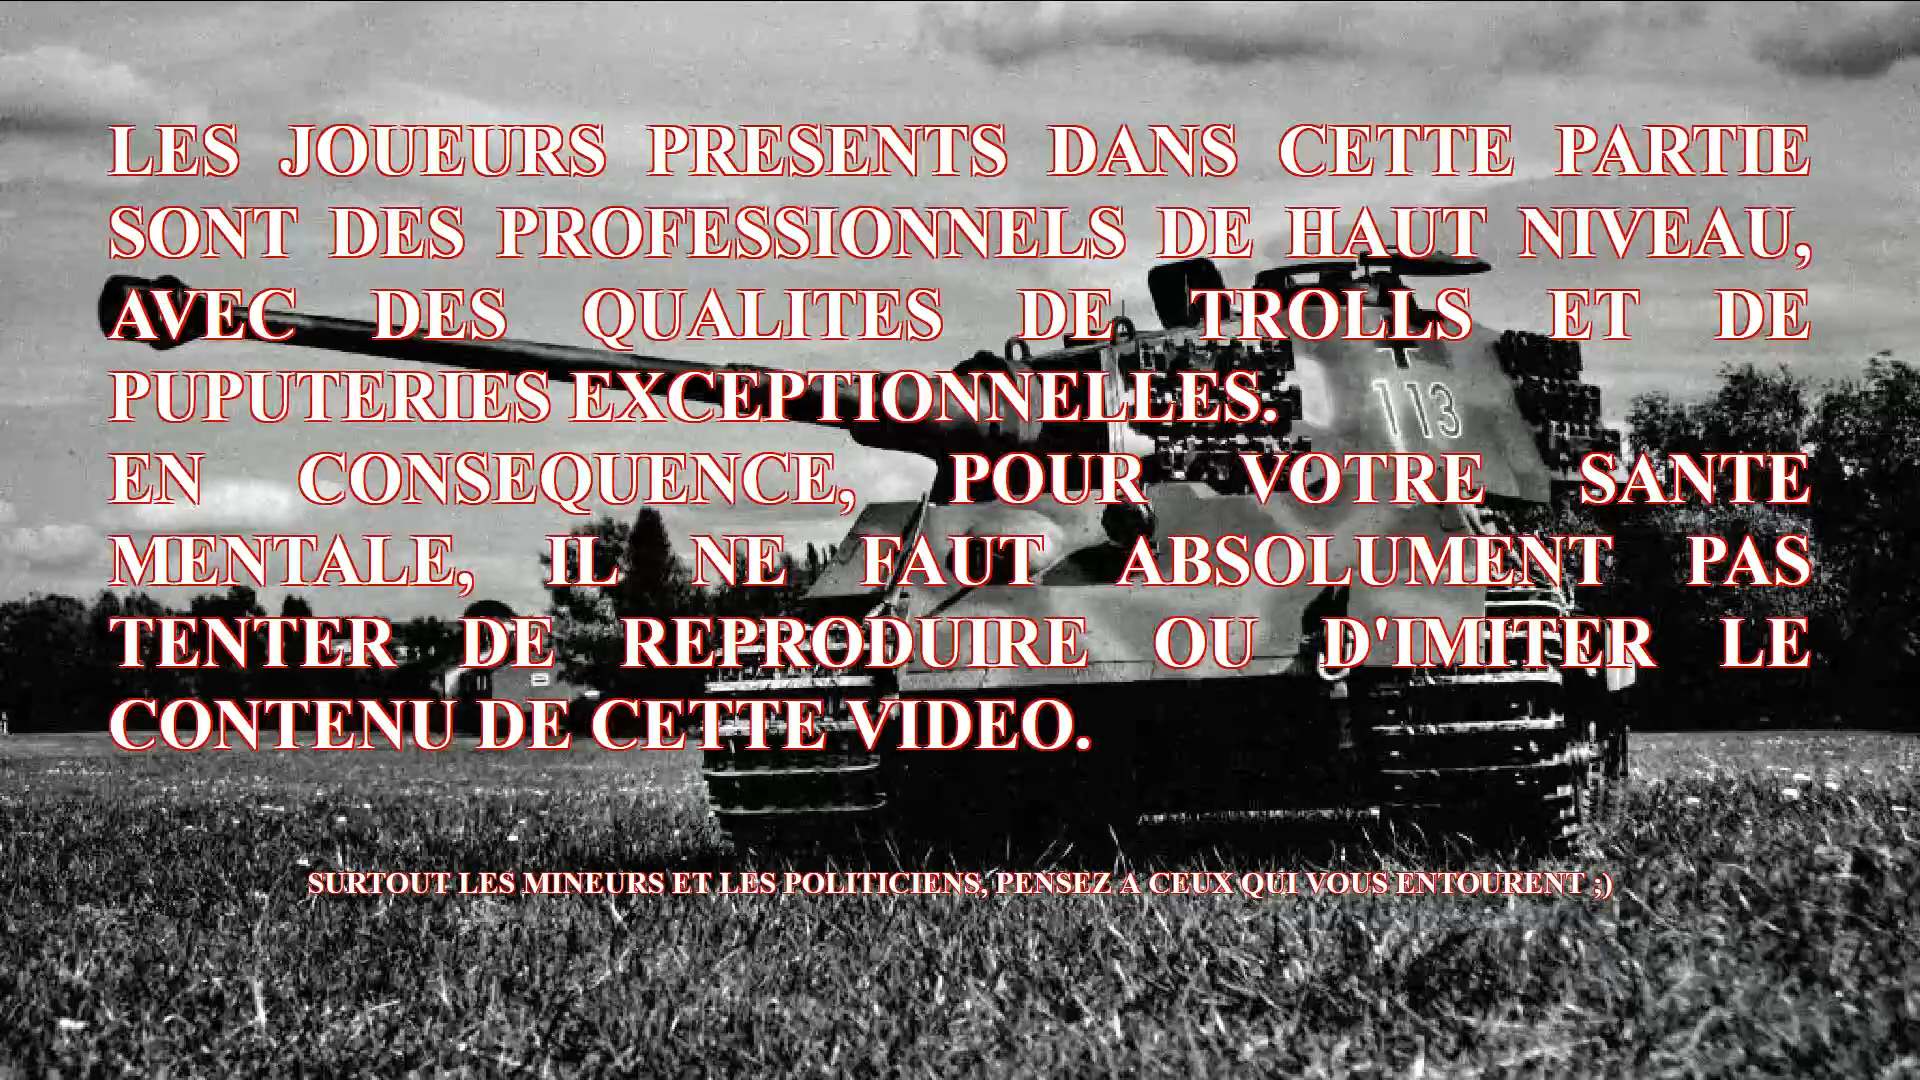 LES JOUEURS PRESENTS DANS CETTE PARTIE
SONT DES PROFESSIONNELS DE HAUT NIVEAU,
AVEC DES QUALITES DE TROLLS ET DE
PUPUTERIES EXCEPTIONNELLES.
EN CONSEQUENCE, POUR VOTRE SANTE
MENTALE, IL NE FAUT ABSOLUMENT PAS
TENTER DE REPRODUIRE OU D'IMITER LE
CONTENU DE CETTE VIDEO.
SURTOUT LES MINEURS ET LES POLITICIENS, PENSEZ A CEUX QUI VOUS ENTOURENT ;)
113